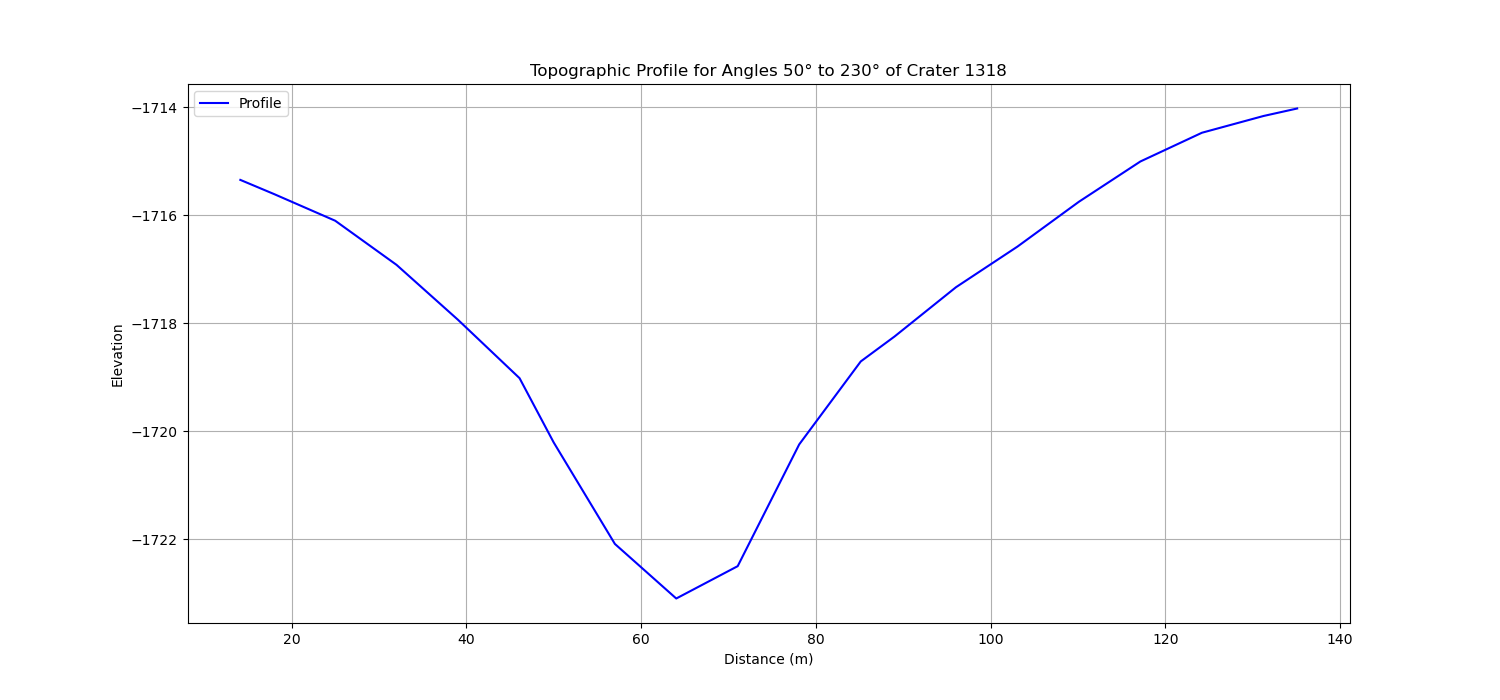 Topographic Profile for Angles 50° to 230° of Crater 1318
Profile
−1714
−1716
−1718
−1720
−1722
Elevation
20 40 60 80 100 120 140
Distance (m)